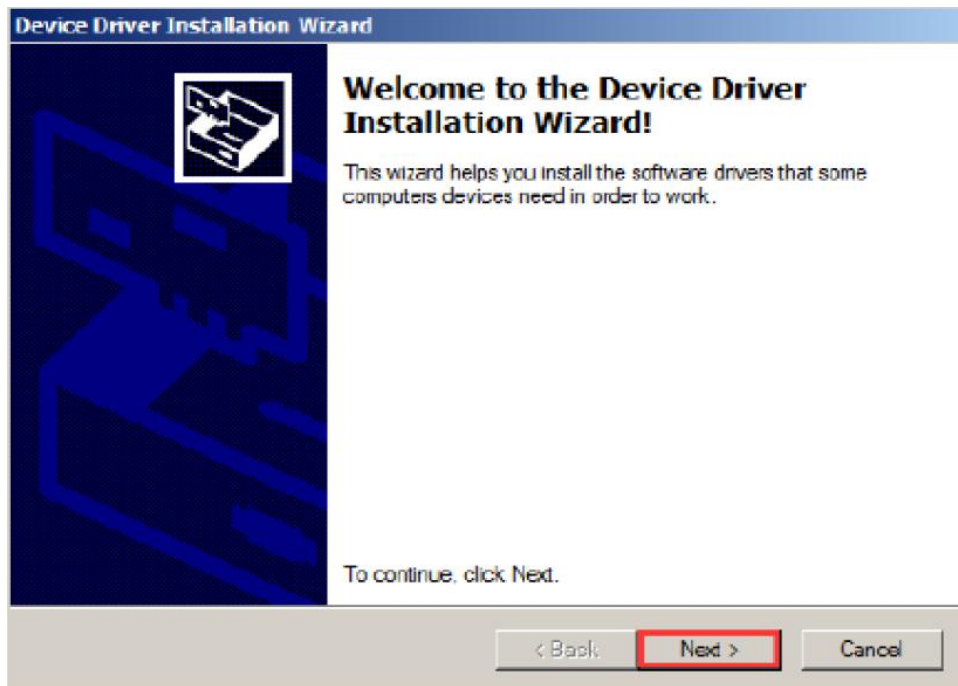 Device Driver Installation Wizard
Welcome to the Device Driver
Installation Wizard!
This wizard helps you install the software drivers that some
computers devices need in order to work.
To continue, click Next.
< Back
Next >
Cancel